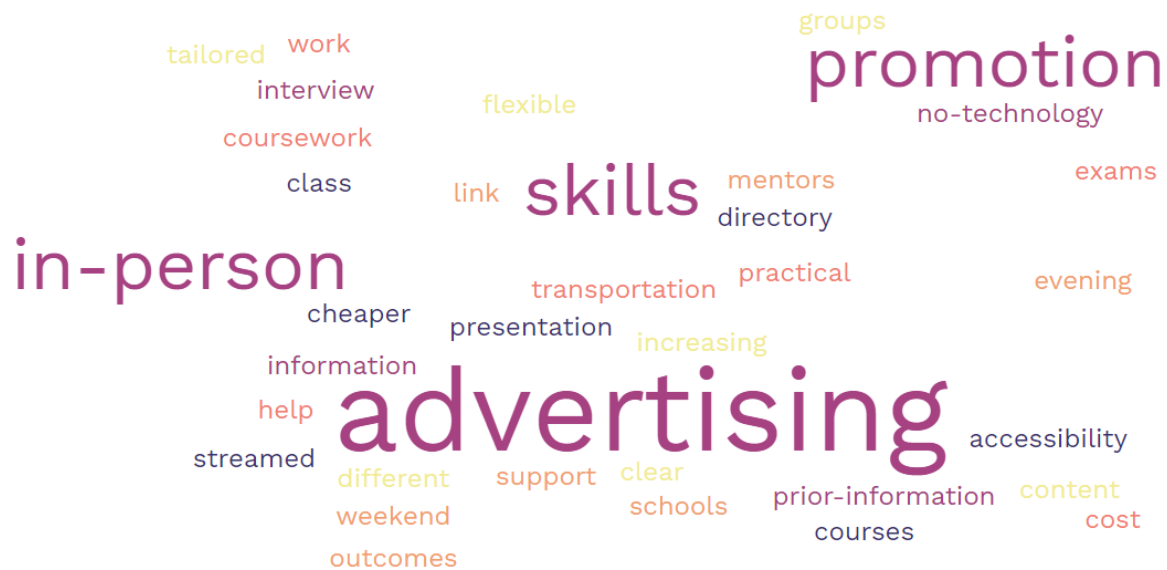 groups
tailored work
promotion
interview
flexible
no-technology
coursework
exams
class
link skills mentors
directory
in-person
practical
evening
transportation
cheaper
presentation
increasing
information
advertising
help
accessibility
streamed
different support clear
prior-information content
schools
weekend
cost
courses
outcomes